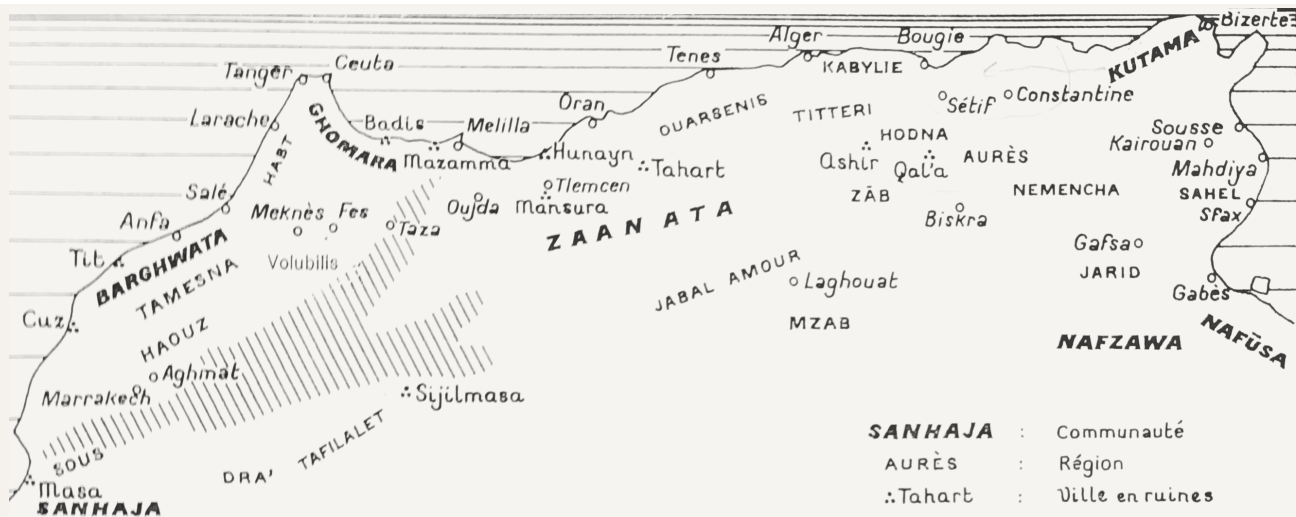 Bizerte
Alger
Bougie
Tenes
KABYLIE
KUTAMA
Tanger
Ceuta
Oran
OUARSENIS
TITTERI
Sétif
Constantine
Larache
HABT
GHOMARA
Badis
Melilla
HODNA
Sousse
Kairouan
Mazamma
Hunayn
Tahart
Ashir
Qal'a
AURÈS
Mahdiya
Salé
Tlemcen
ZĀB
NEMENCHA
SAHEL
Anfa
Meknès
Fes
Oujda
Mansura
Biskra
Sfax
Taza
ZAANATA
Tit
BARGHWATA
Volubilis
Gafsa
TAMESNA
JABAL AMOUR
Laghouat
JARID
Gabès
Cuz
HAOUZ
MZAB
NAFZAWA
NAFŪSA
Aghmat
Marrakech
Sijilmasa
SOUS
DRA' TAFILALET
Masa
SANHAJA
SANHAJA : Communauté
AURÈS : Région
Tahart : Ville en ruines